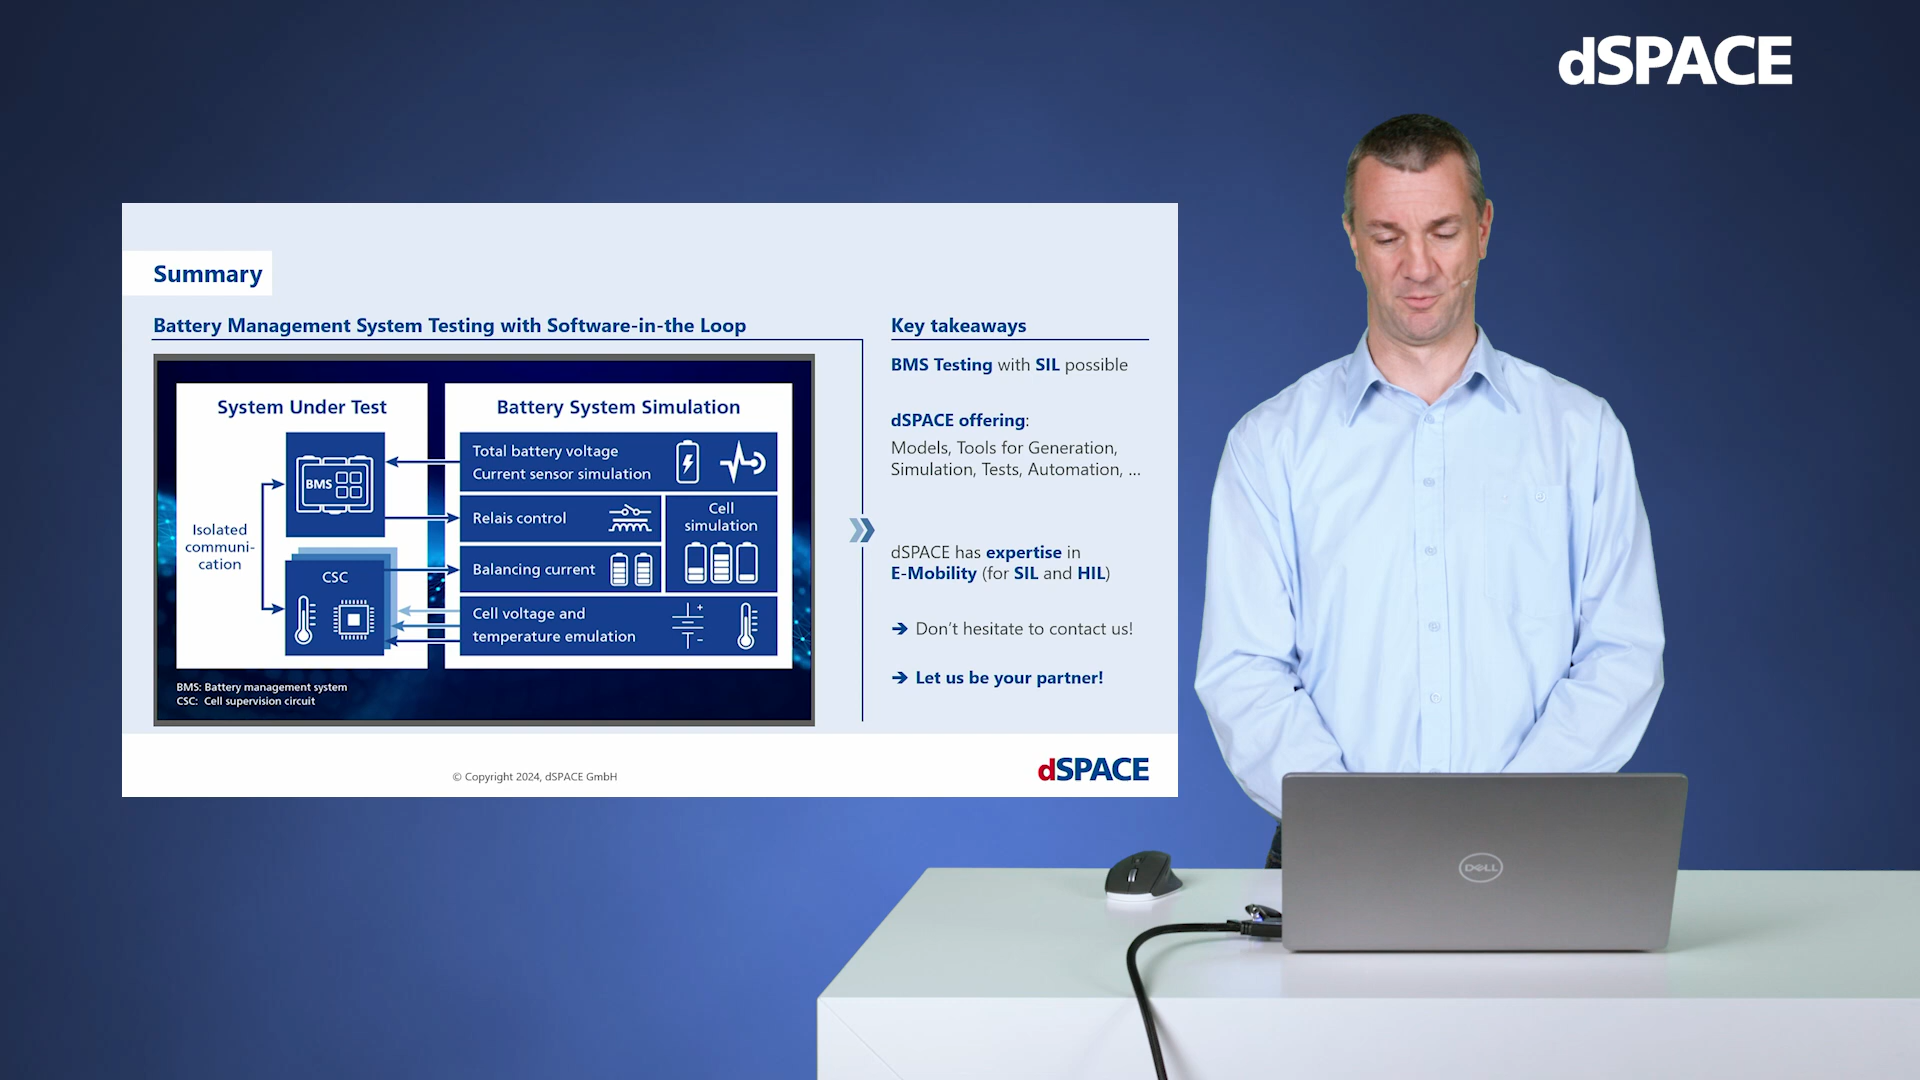 dSPACE
Summary
Battery Management System Testing with Software-in-the Loop
System Under Test
BMS
Isolated
communi-
cation
CSC
Battery System Simulation
Total battery voltage
Current sensor simulation
Relais control
Cell
simulation
Balancing current
Cell voltage and
temperature emulation
BMS: Battery management system
CSC: Cell supervision circuit
Key takeaways
BMS Testing with SIL possible
dSPACE offering:
Models, Tools for Generation,
Simulation, Tests, Automation, ...
dSPACE has expertise in
E-Mobility (for SIL and HIL)
➔ Don't hesitate to contact us!
➔ Let us be your partner!
© Copyright 2024, dSPACE GmbH
dSPACE
DELL